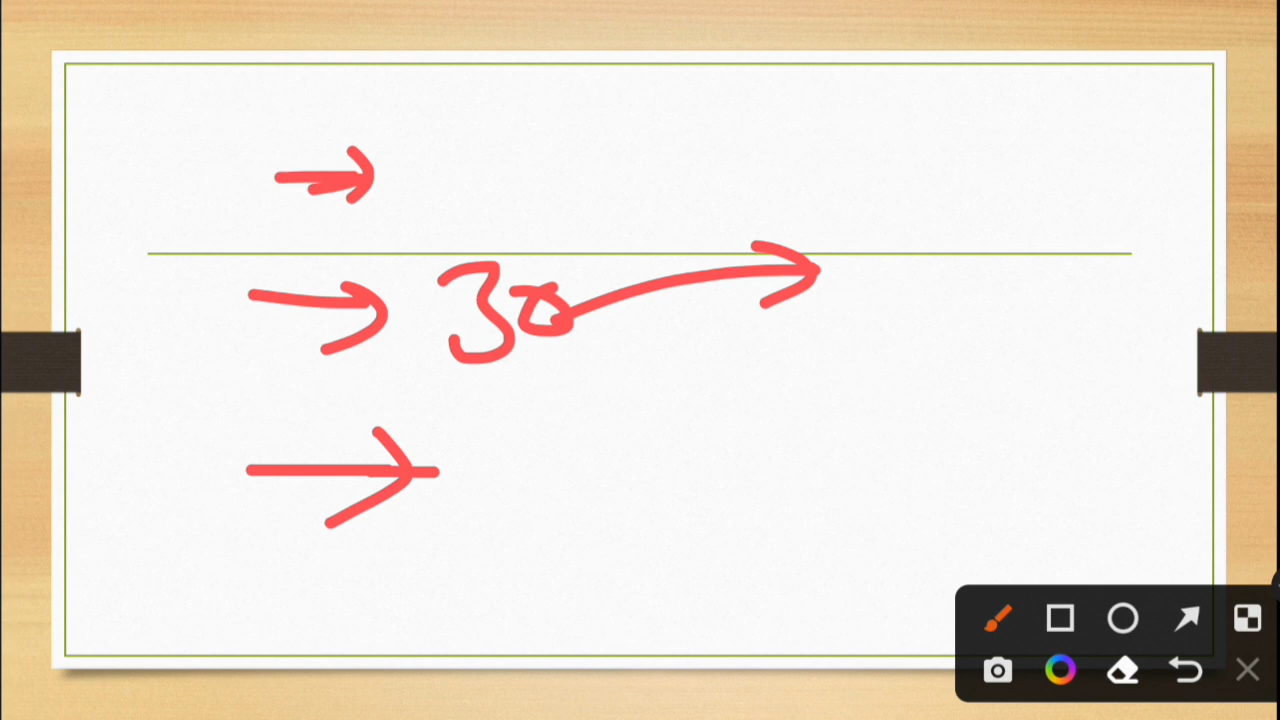 →
→ 30 →
→